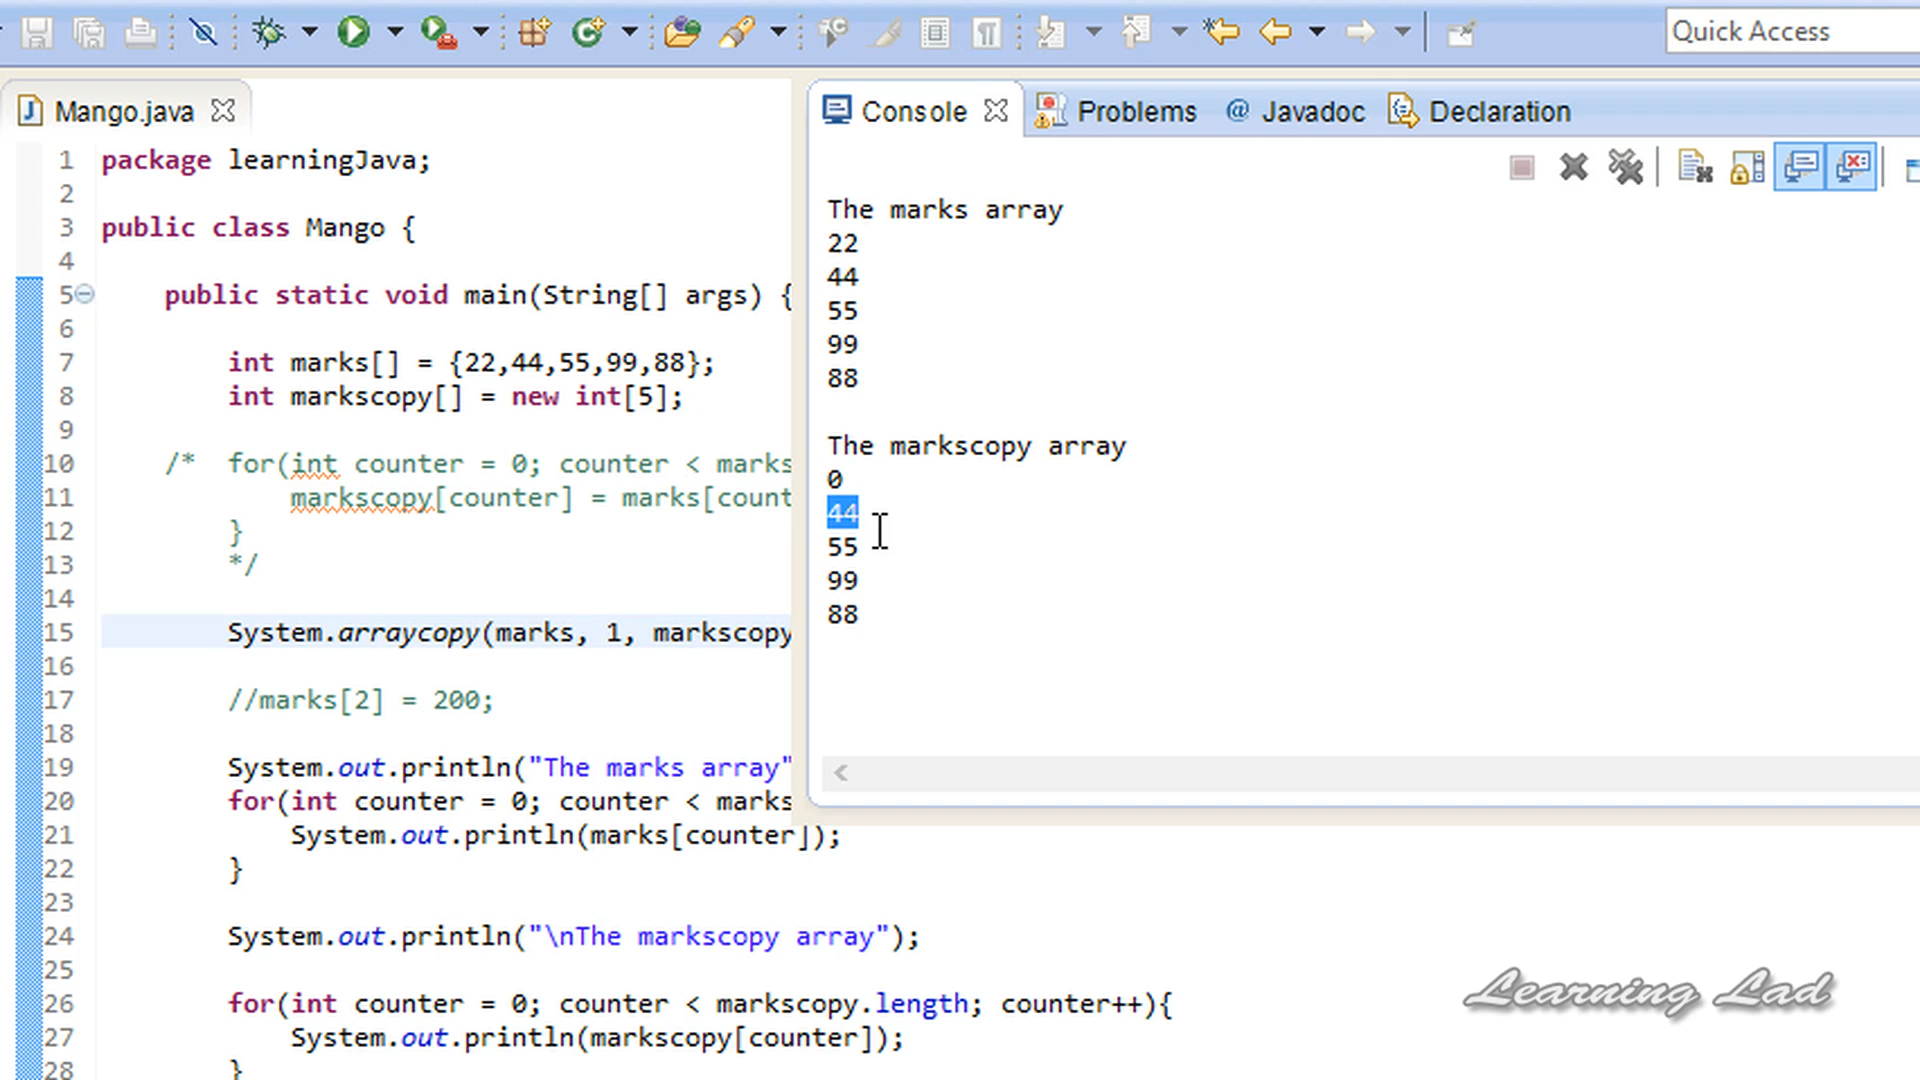 Quick Access
Mango.java
1 package learningJava;
2
3 public class Mango {
4
5 public static void main(String[] args) {
6
7 int marks[] = {22,44,55,99,88};
8 int markscopy[] = new int[5];
9
10 /* for(int counter = 0; counter < marks
11 markscopy[counter] = marks[count
12 }
13 */
14
15 System.arraycopy(marks, 1, markscopy
16
17 //marks[2] = 200;
18
19 System.out.println("The marks array"
20 for(int counter = 0; counter < marks
21 System.out.println(marks[counter]);
22 }
23
24 System.out.println("\nThe markscopy array");
25
26 for(int counter = 0; counter < markscopy.length; counter++){
27 System.out.println(markscopy[counter]);
28 }
Console Problems @ Javadoc Declaration
The marks array
22
44
55
99
88
The markscopy array
0
44
55
99
88
Learning Lad